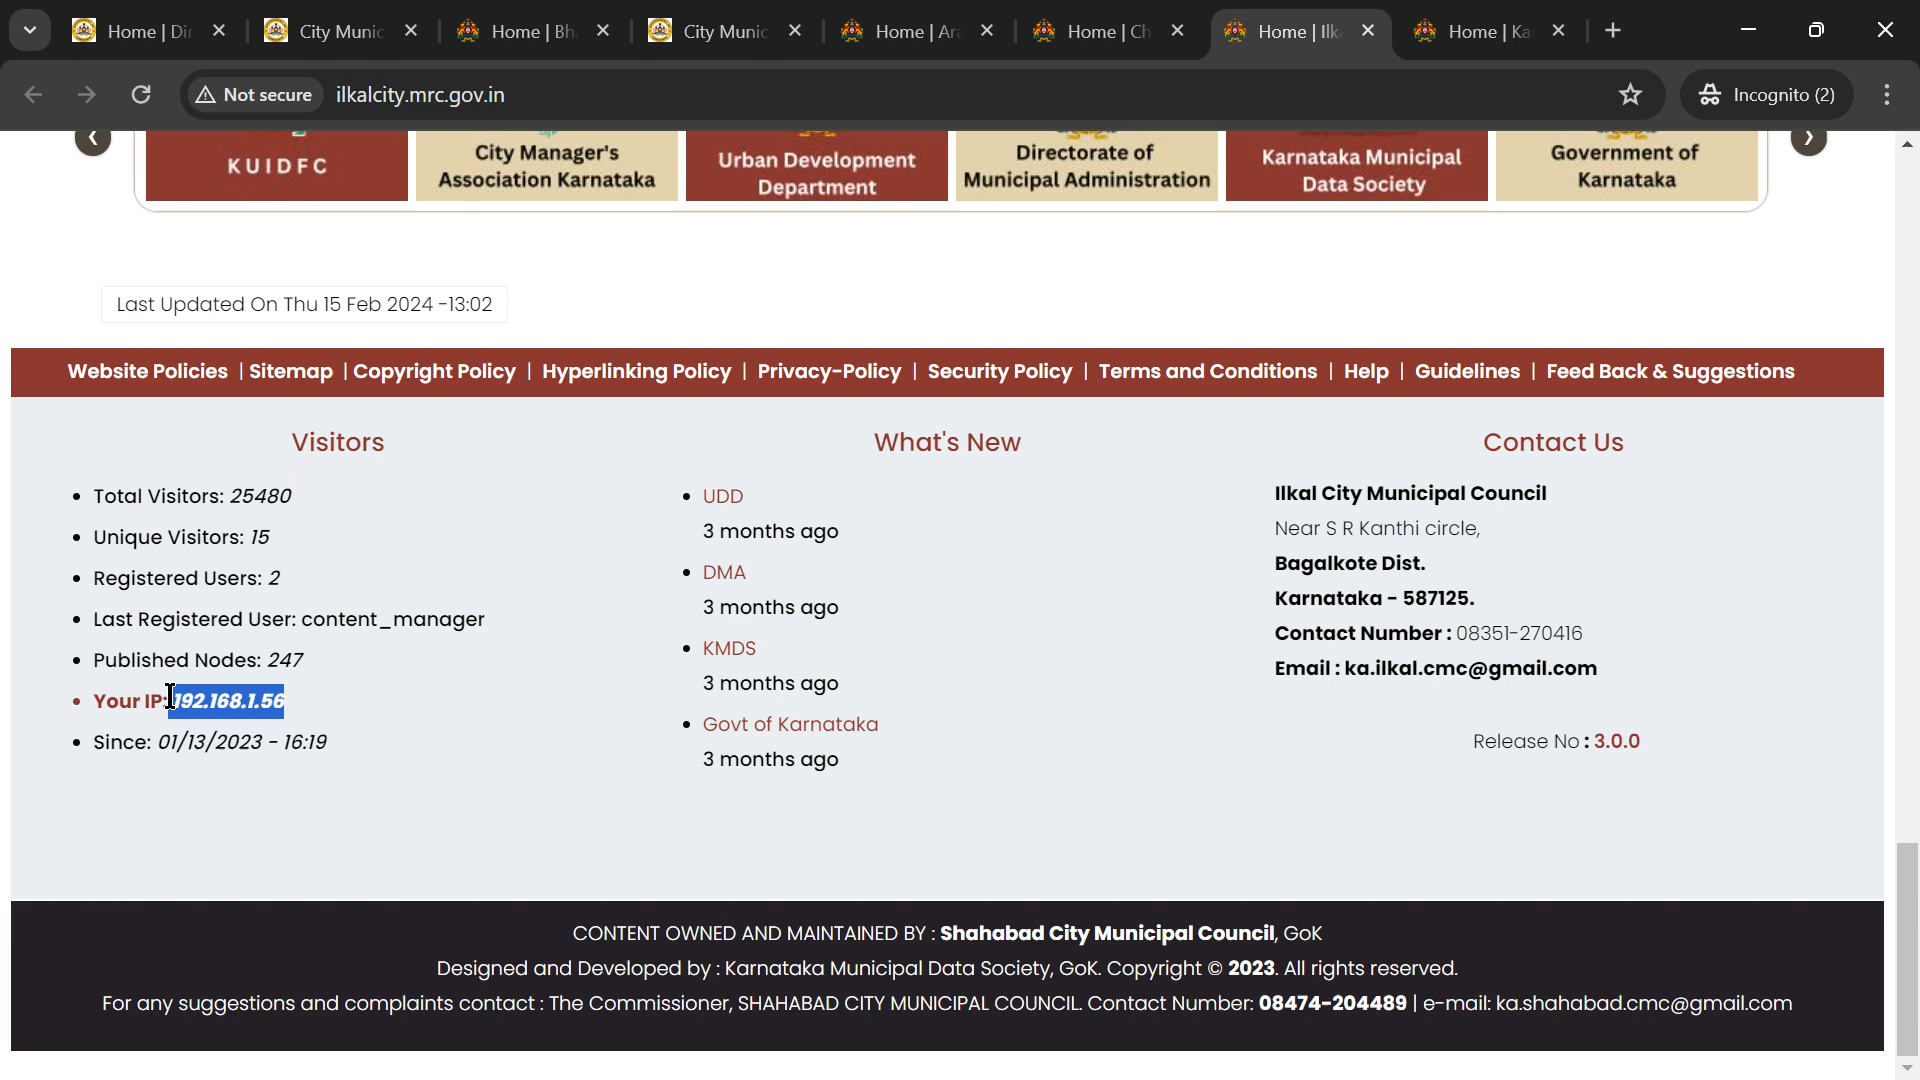 Home | Di
City Munic
Home | Bh
City Munic
Home | Ar
Home | Ch
Home | Ilk
Home | Ka
Not secure
ilkalcity.mrc.gov.in
Incognito (2)
KUIDFC
City Manager's
Association Karnataka
Urban Development
Department
Directorate of
Municipal Administration
Karnataka Municipal
Data Society
Government of
Karnataka
Last Updated On Thu 15 Feb 2024 -13:02
Website Policies | Sitemap | Copyright Policy | Hyperlinking Policy | Privacy-Policy | Security Policy | Terms and Conditions | Help | Guidelines | Feed Back & Suggestions
Visitors
Total Visitors: 25480
Unique Visitors: 15
Registered Users: 2
Last Registered User: content_manager
Published Nodes: 247
Your IP: 192.168.1.56
Since: 01/13/2023 - 16:19
What's New
UDD
3 months ago
DMA
3 months ago
KMDS
3 months ago
Govt of Karnataka
3 months ago
Contact Us
Ilkal City Municipal Council
Near S R Kanthi circle,
Bagalkote Dist.
Karnataka - 587125.
Contact Number : 08351-270416
Email : ka.ilkal.cmc@gmail.com
Release No : 3.0.0
CONTENT OWNED AND MAINTAINED BY : Shahabad City Municipal Council, GoK
Designed and Developed by : Karnataka Municipal Data Society, GoK. Copyright © 2023. All rights reserved.
For any suggestions and complaints contact : The Commissioner, SHAHABAD CITY MUNICIPAL COUNCIL. Contact Number: 08474-204489 | e-mail: ka.shahabad.cmc@gmail.com